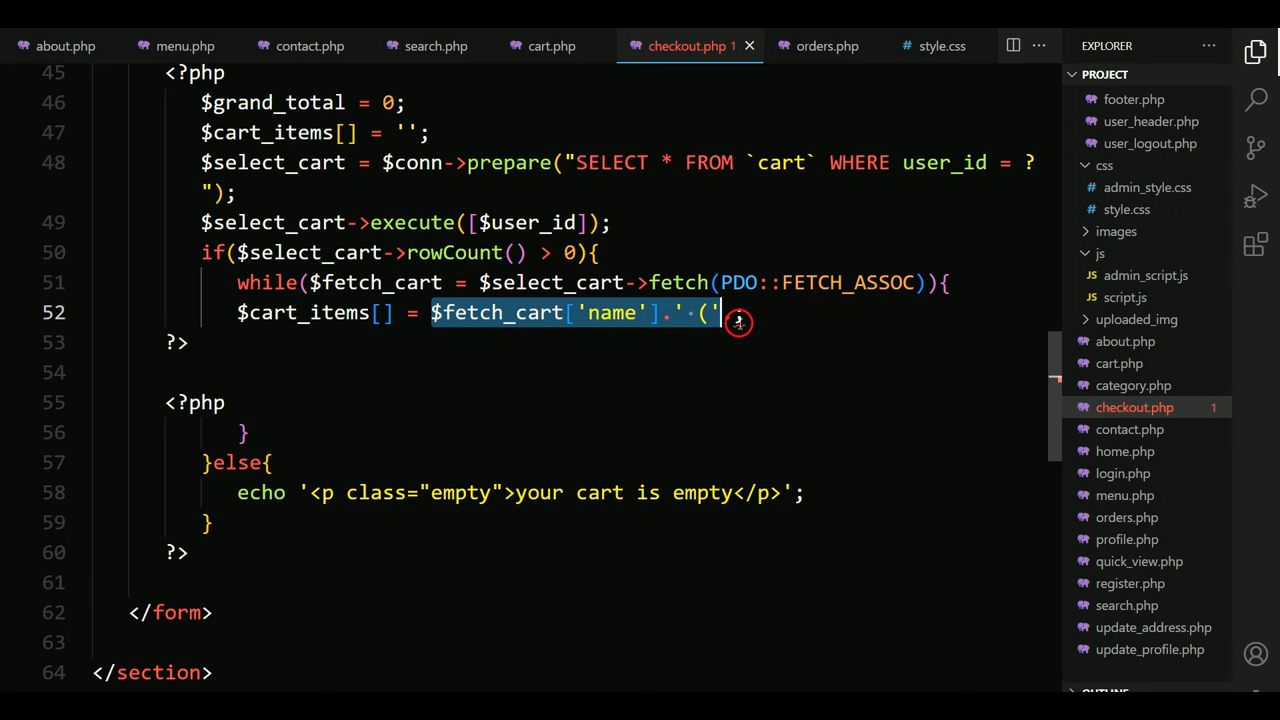 about.php menu.php contact.php search.php cart.php checkout.php 1 orders.php style.css EXPLORER
PROJECT
footer.php
user_header.php
user_logout.php
css
admin_style.css
style.css
images
js
admin_script.js
script.js
uploaded_img
about.php
cart.php
category.php
checkout.php 1
contact.php
home.php
login.php
menu.php
orders.php
profile.php
quick_view.php
register.php
search.php
update_address.php
update_profile.php
OUTLINE
45 <?php
46 $grand_total = 0;
47 $cart_items[] = '';
48 $select_cart = $conn->prepare("SELECT * FROM `cart` WHERE user_id = ?
");
49 $select_cart->execute([$user_id]);
50 if($select_cart->rowCount() > 0){
51 while($fetch_cart = $select_cart->fetch(PDO::FETCH_ASSOC)){
52 $cart_items[] = $fetch_cart['name'].' ('.;
53 ?>
54
55 <?php
56 }
57 }else{
58 echo '<p class="empty">your cart is empty</p>';
59 }
60 ?>
61
62 </form>
63
64 </section>